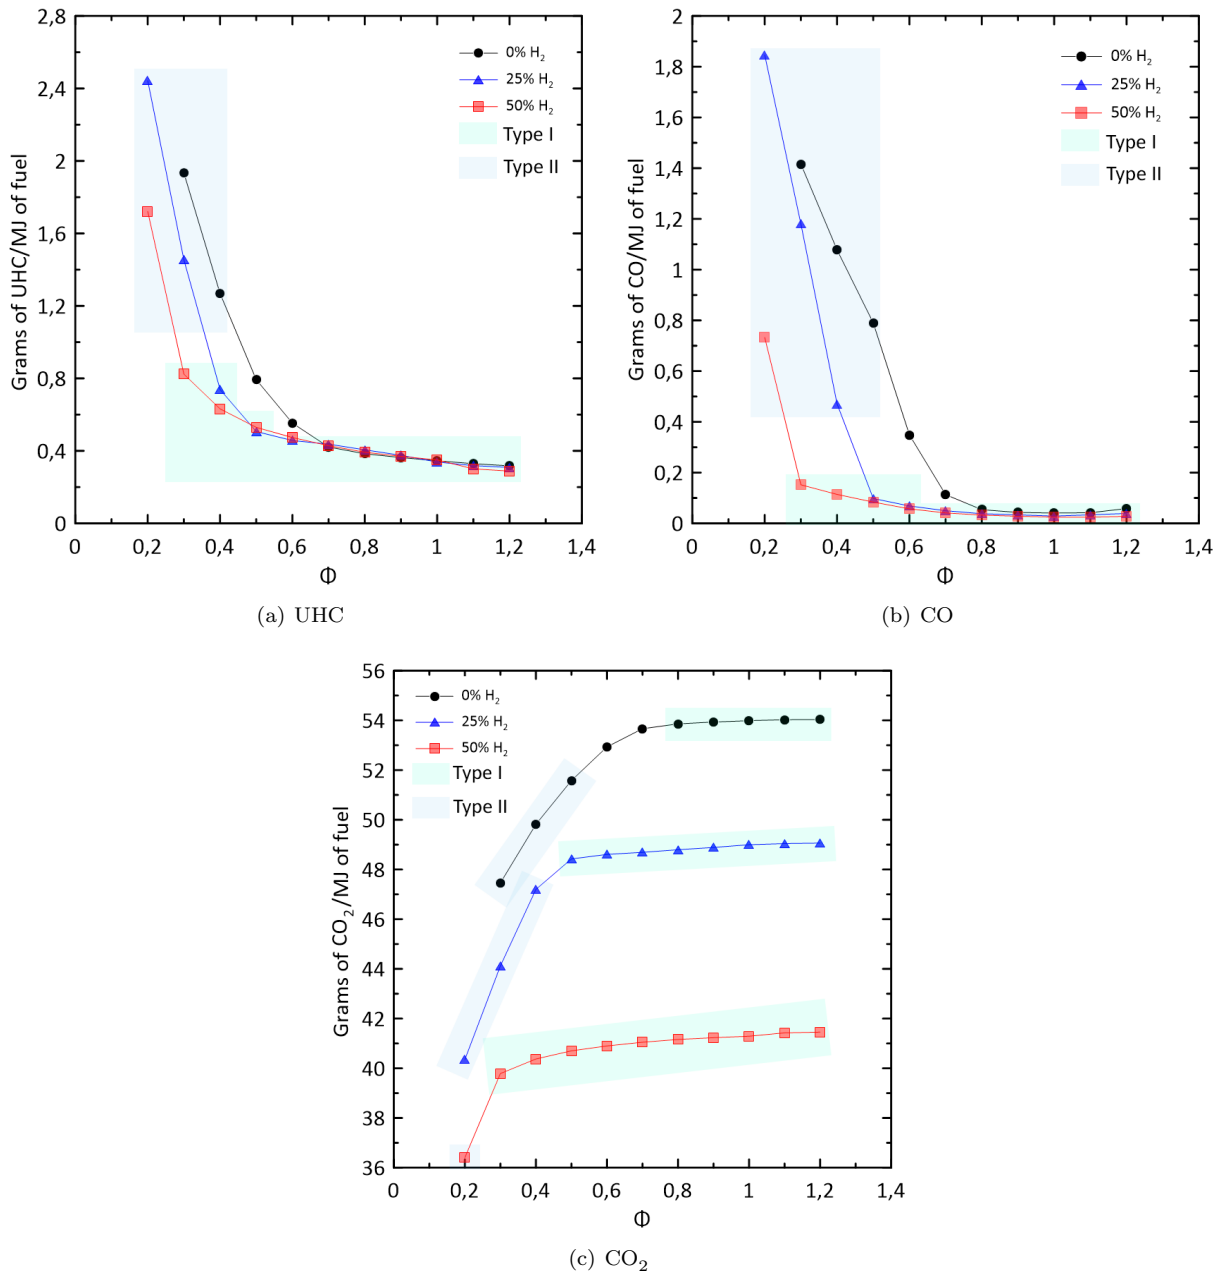 Grams of UHC/MJ of fuel
2,8
2,4
2
1,6
1,2
0,8
0,4
0
0% H₂
25% H₂
50% H₂
Type I
Type II
0 0,2 0,4 0,6 0,8 1 1,2 1,4
Φ
(a) UHC
Grams of CO/MJ of fuel
2
1,8
1,6
1,4
1,2
1
0,8
0,6
0,4
0,2
0
0% H₂
25% H₂
50% H₂
Type I
Type II
0 0,2 0,4 0,6 0,8 1 1,2 1,4
Φ
(b) CO
Grams of CO₂/MJ of fuel
56
54
52
50
48
46
44
42
40
38
36
0% H₂
25% H₂
50% H₂
Type I
Type II
0 0,2 0,4 0,6 0,8 1 1,2 1,4
Φ
(c) CO₂